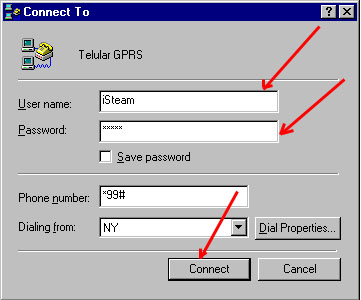 Connect To
Telular GPRS
User name: iSteam
Password: xxxxx
Save password
Phone number: *99#
Dialing from: NY Dial Properties...
Connect Cancel